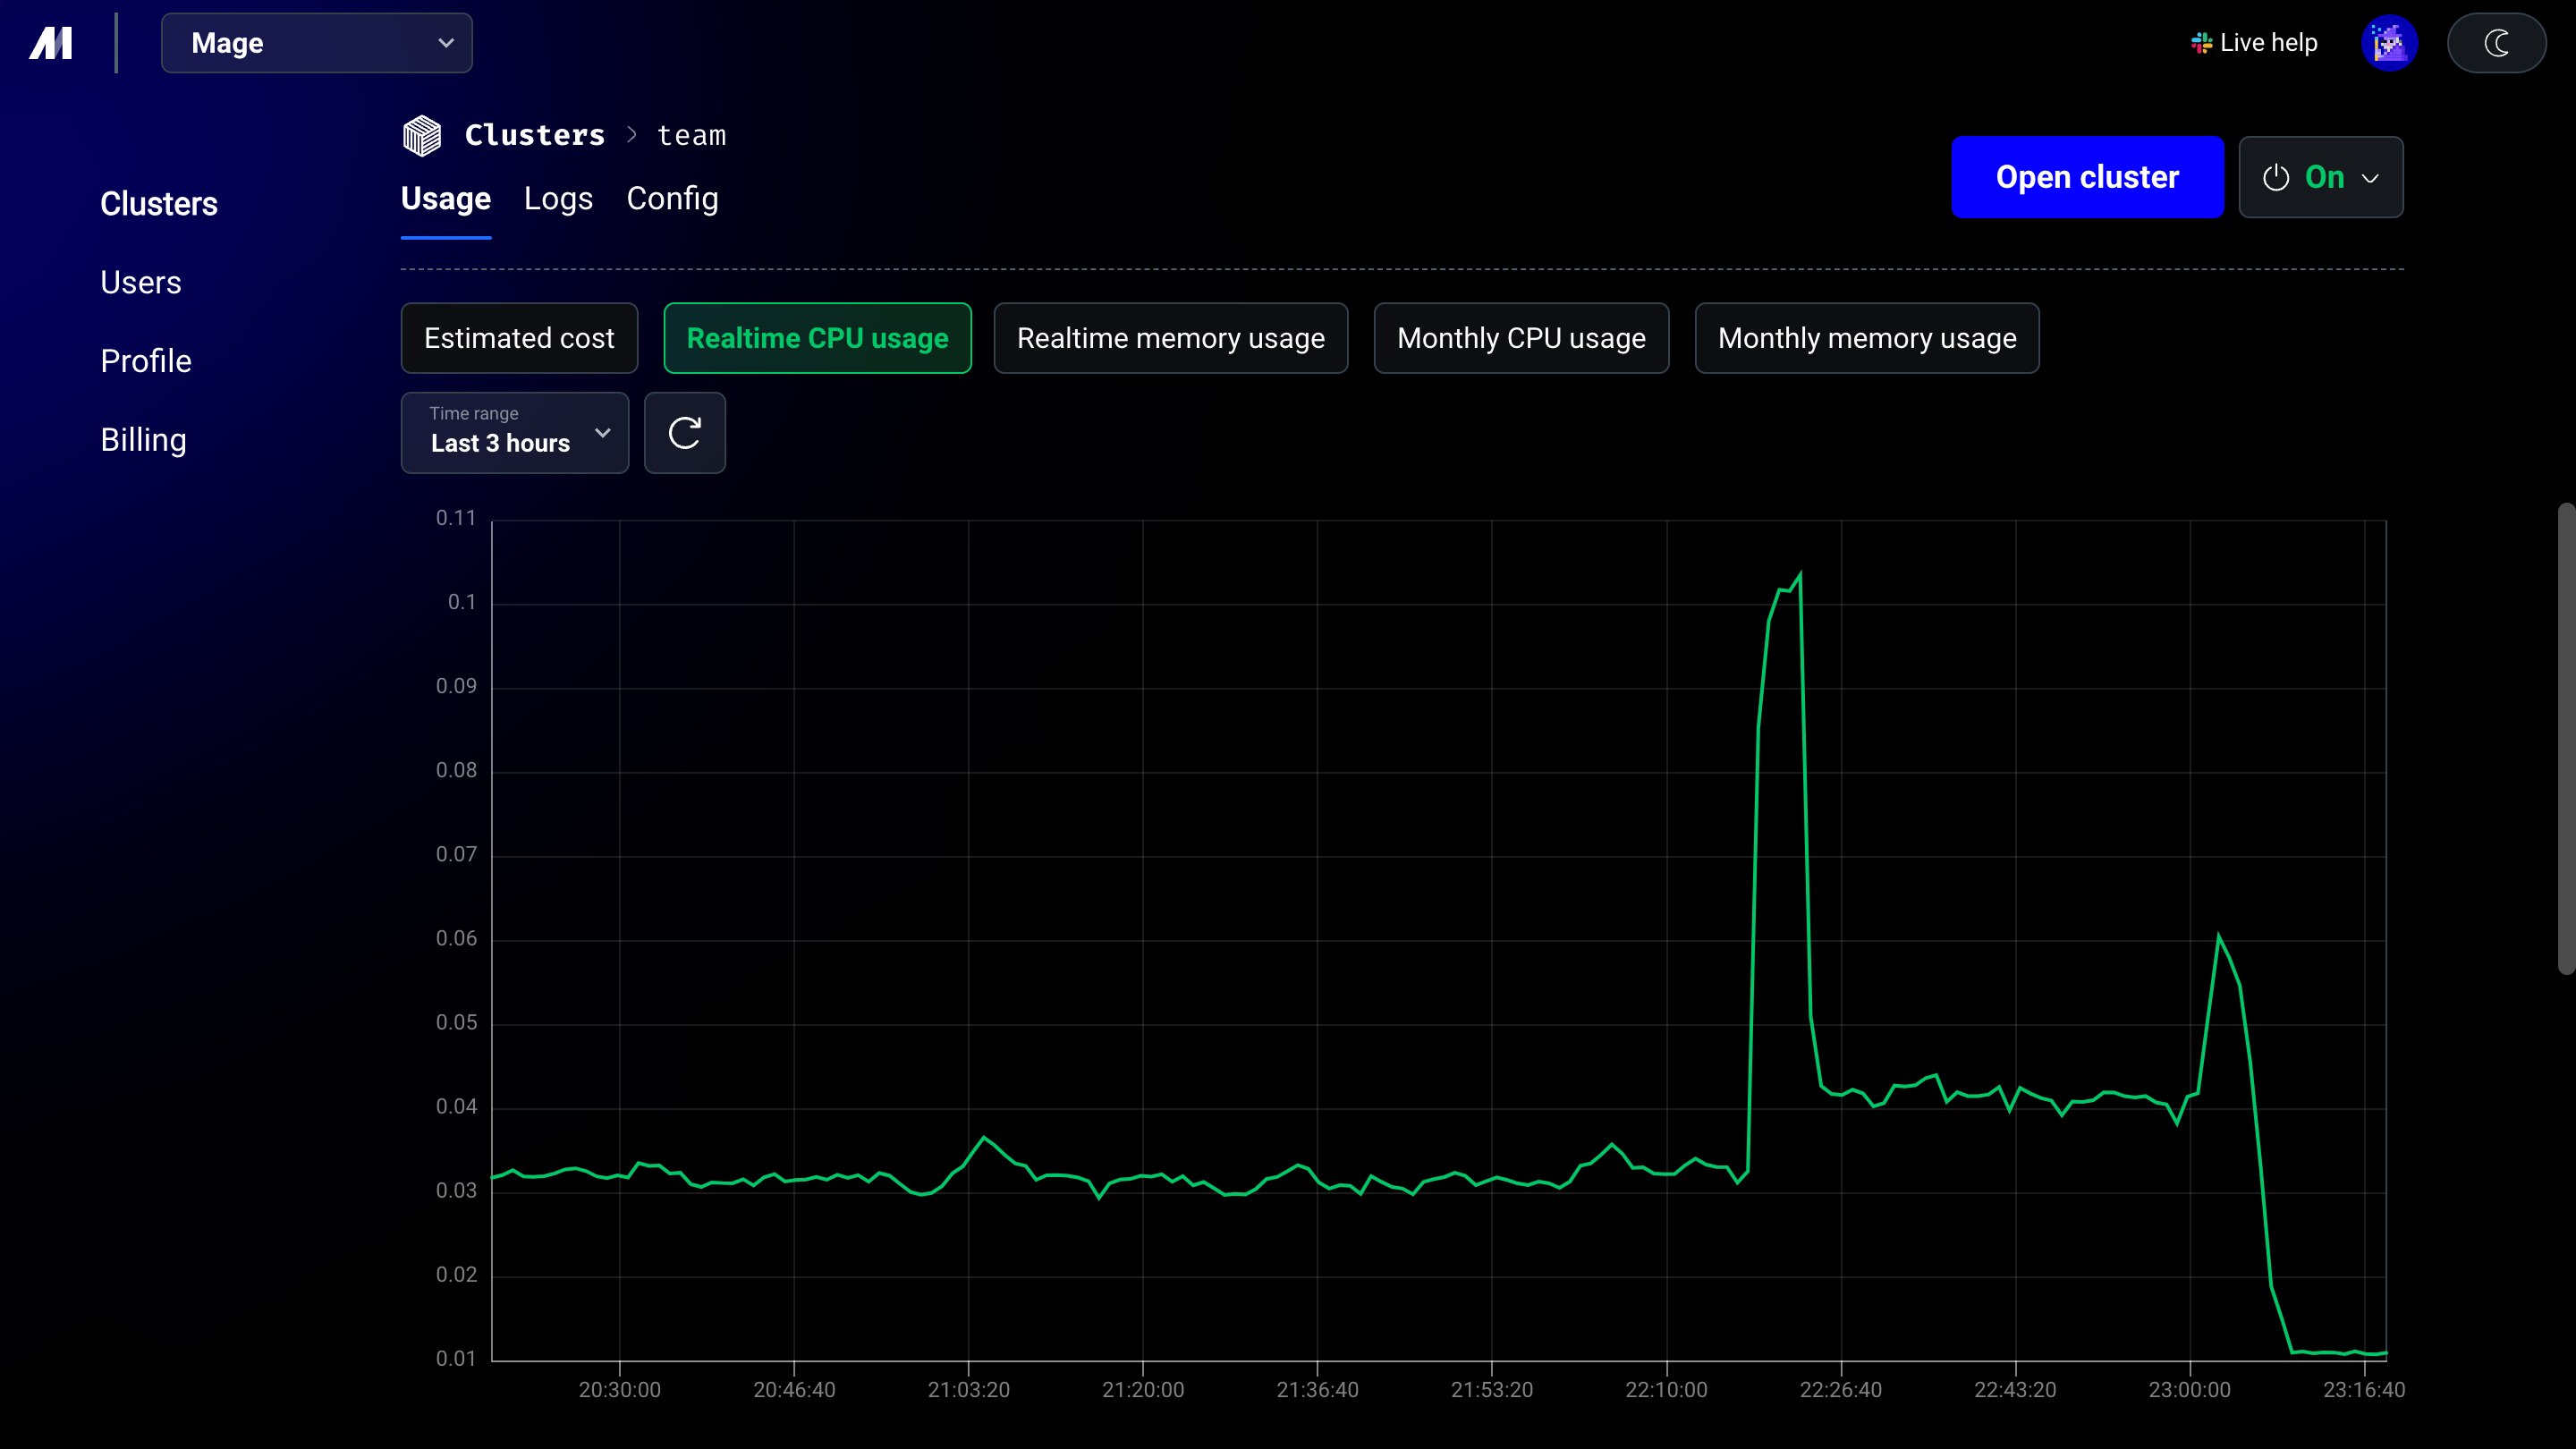 Mage
Live help
Clusters > team
Open cluster
On
Usage Logs Config
Clusters
Users
Profile
Billing
Estimated cost
Realtime CPU usage
Realtime memory usage
Monthly CPU usage
Monthly memory usage
Time range
Last 3 hours
0.11
0.1
0.09
0.08
0.07
0.06
0.05
0.04
0.03
0.02
0.01
20:30:00 20:46:40 21:03:20 21:20:00 21:36:40 21:53:20 22:10:00 22:26:40 22:43:20 23:00:00 23:16:40